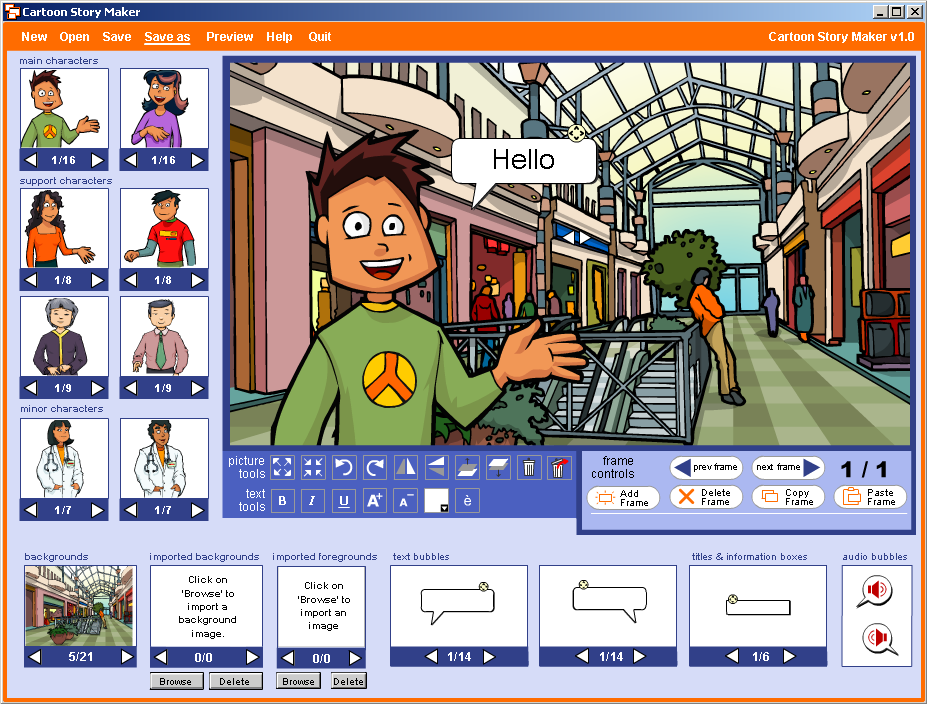 Cartoon Story Maker
New Open Save Save as Preview Help Quit
Cartoon Story Maker v1.0
main characters
1/16
1/16
support characters
1/8
1/8
1/9
1/9
minor characters
1/7
1/7
Hello
picture
tools
text
tools
B I U A+ A- è
frame
controls
prev frame
next frame
1 / 1
Add
Frame
Delete
Frame
Copy
Frame
Paste
Frame
backgrounds
5/21
imported backgrounds
Click on
'Browse' to
import a
background
image.
0/0
Browse
Delete
imported foregrounds
Click on
'Browse' to
import an
image
0/0
Browse
Delete
text bubbles
1/14
1/14
titles & information boxes
1/6
audio bubbles